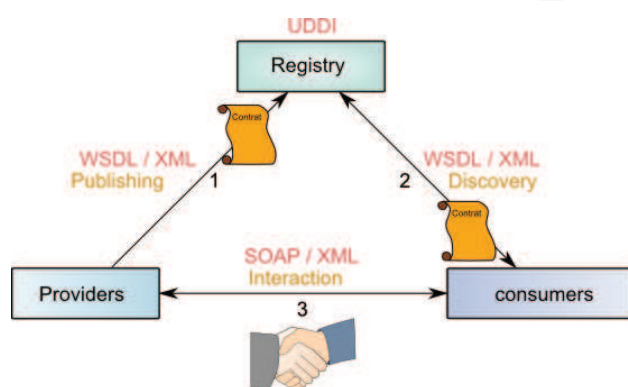 UDDI
Registry
Contrat
WSDL / XML
Publishing
1
WSDL / XML
Discovery
2
Contrat
SOAP / XML
Interaction
Providers
consumers
3